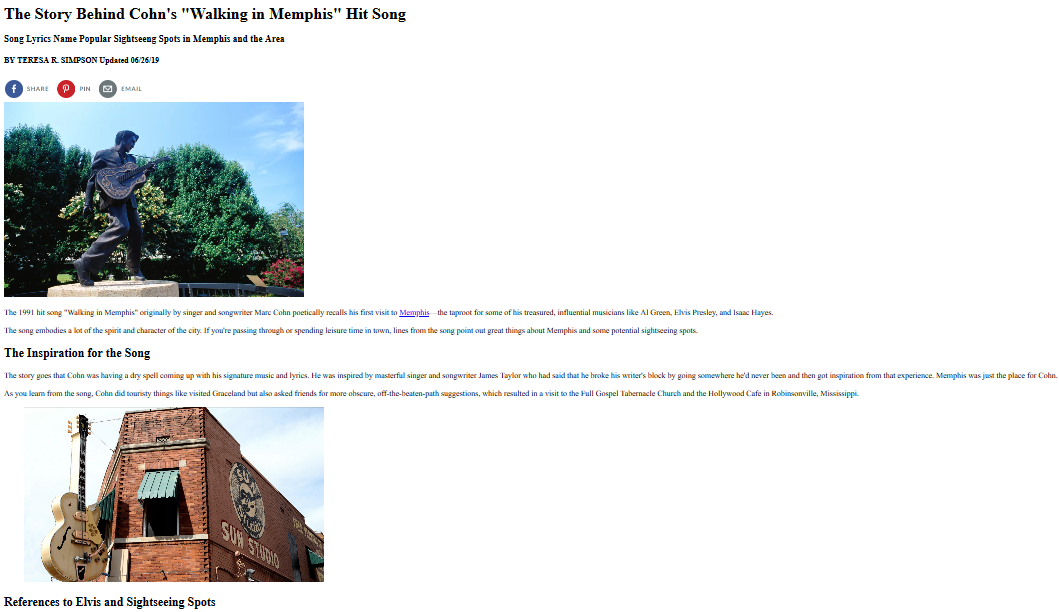 The Story Behind Cohn's "Walking in Memphis" Hit Song
Song Lyrics Name Popular Sightseeng Spots in Memphis and the Area
BY TERESA R. SIMPSON Updated 06/26/19
SHARE PIN EMAIL
The 1991 hit song "Walking in Memphis" originally by singer and songwriter Marc Cohn poetically recalls his first visit to Memphis—the taproot for some of his treasured, influential musicians like Al Green, Elvis Presley, and Isaac Hayes.
The song embodies a lot of the spirit and character of the city. If you're passing through or spending leisure time in town, lines from the song point out great things about Memphis and some potential sightseeing spots.
The Inspiration for the Song
The story goes that Cohn was having a dry spell coming up with his signature music and lyrics. He was inspired by masterful singer and songwriter James Taylor who had said that he broke his writer's block by going somewhere he'd never been and then got inspiration from that experience. Memphis was just the place for Cohn.
As you learn from the song, Cohn did touristy things like visited Graceland but also asked friends for more obscure, off-the-beaten-path suggestions, which resulted in a visit to the Full Gospel Tabernacle Church and the Hollywood Cafe in Robinsonville, Mississippi.
SUN STUDIO
References to Elvis and Sightseeing Spots